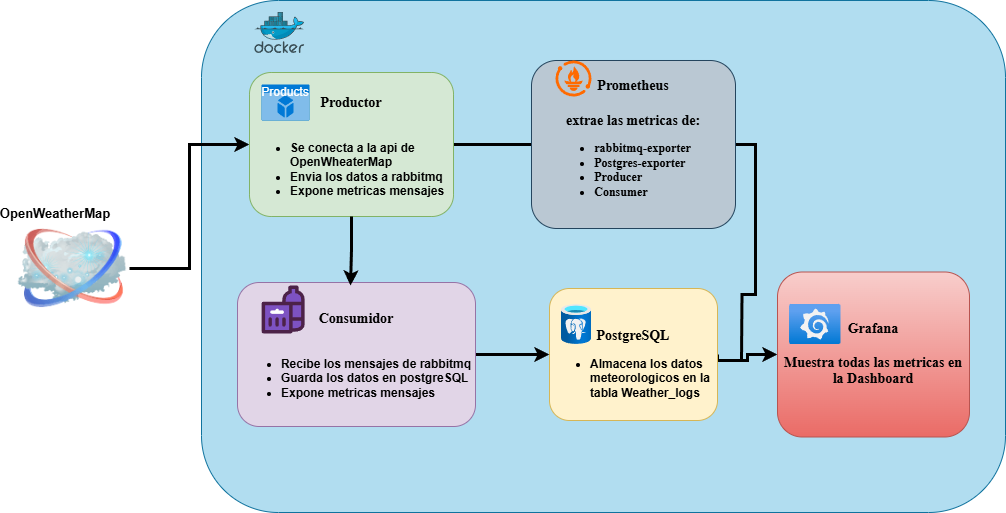 docker
Products
Productor
• Se conecta a la api de
OpenWheaterMap
• Envia los datos a rabbitmq
• Expone metricas mensajes
Prometheus
extrae las metricas de:
• rabbitmq-exporter
• Postgres-exporter
• Producer
• Consumer
OpenWeatherMap
Consumidor
• Recibe los mensajes de rabbitmq
• Guarda los datos en postgreSQL
• Expone metricas mensajes
PostgreSQL
• Almacena los datos
meteorologicos en la
tabla Weather_logs
Grafana
Muestra todas las metricas en
la Dashboard